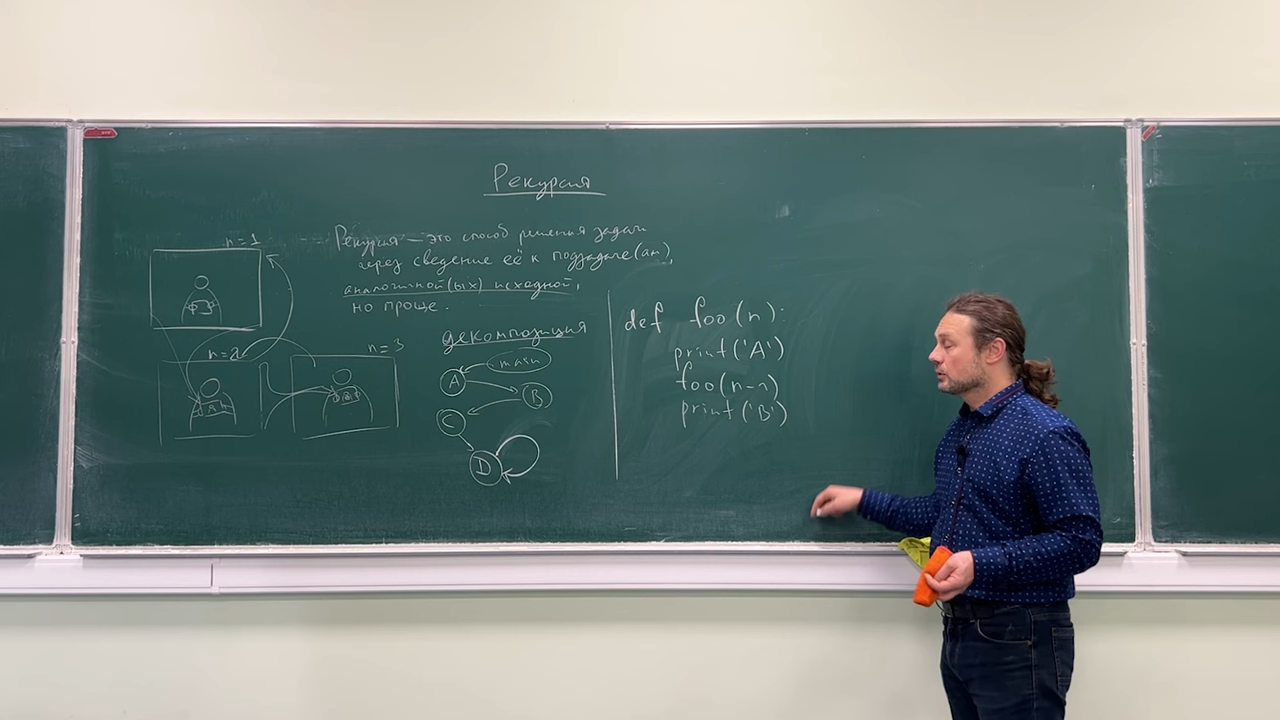 Рекурсия
Рекурсия — это способ решенья задач
через сведение её к подзадаче(ам),
аналогичной(ых) исходной,
но проще.
n=1
n=2
n=3
декомпозиция
main
A
B
C
D
def foo(n):
print('A')
foo(n-1)
print('B')